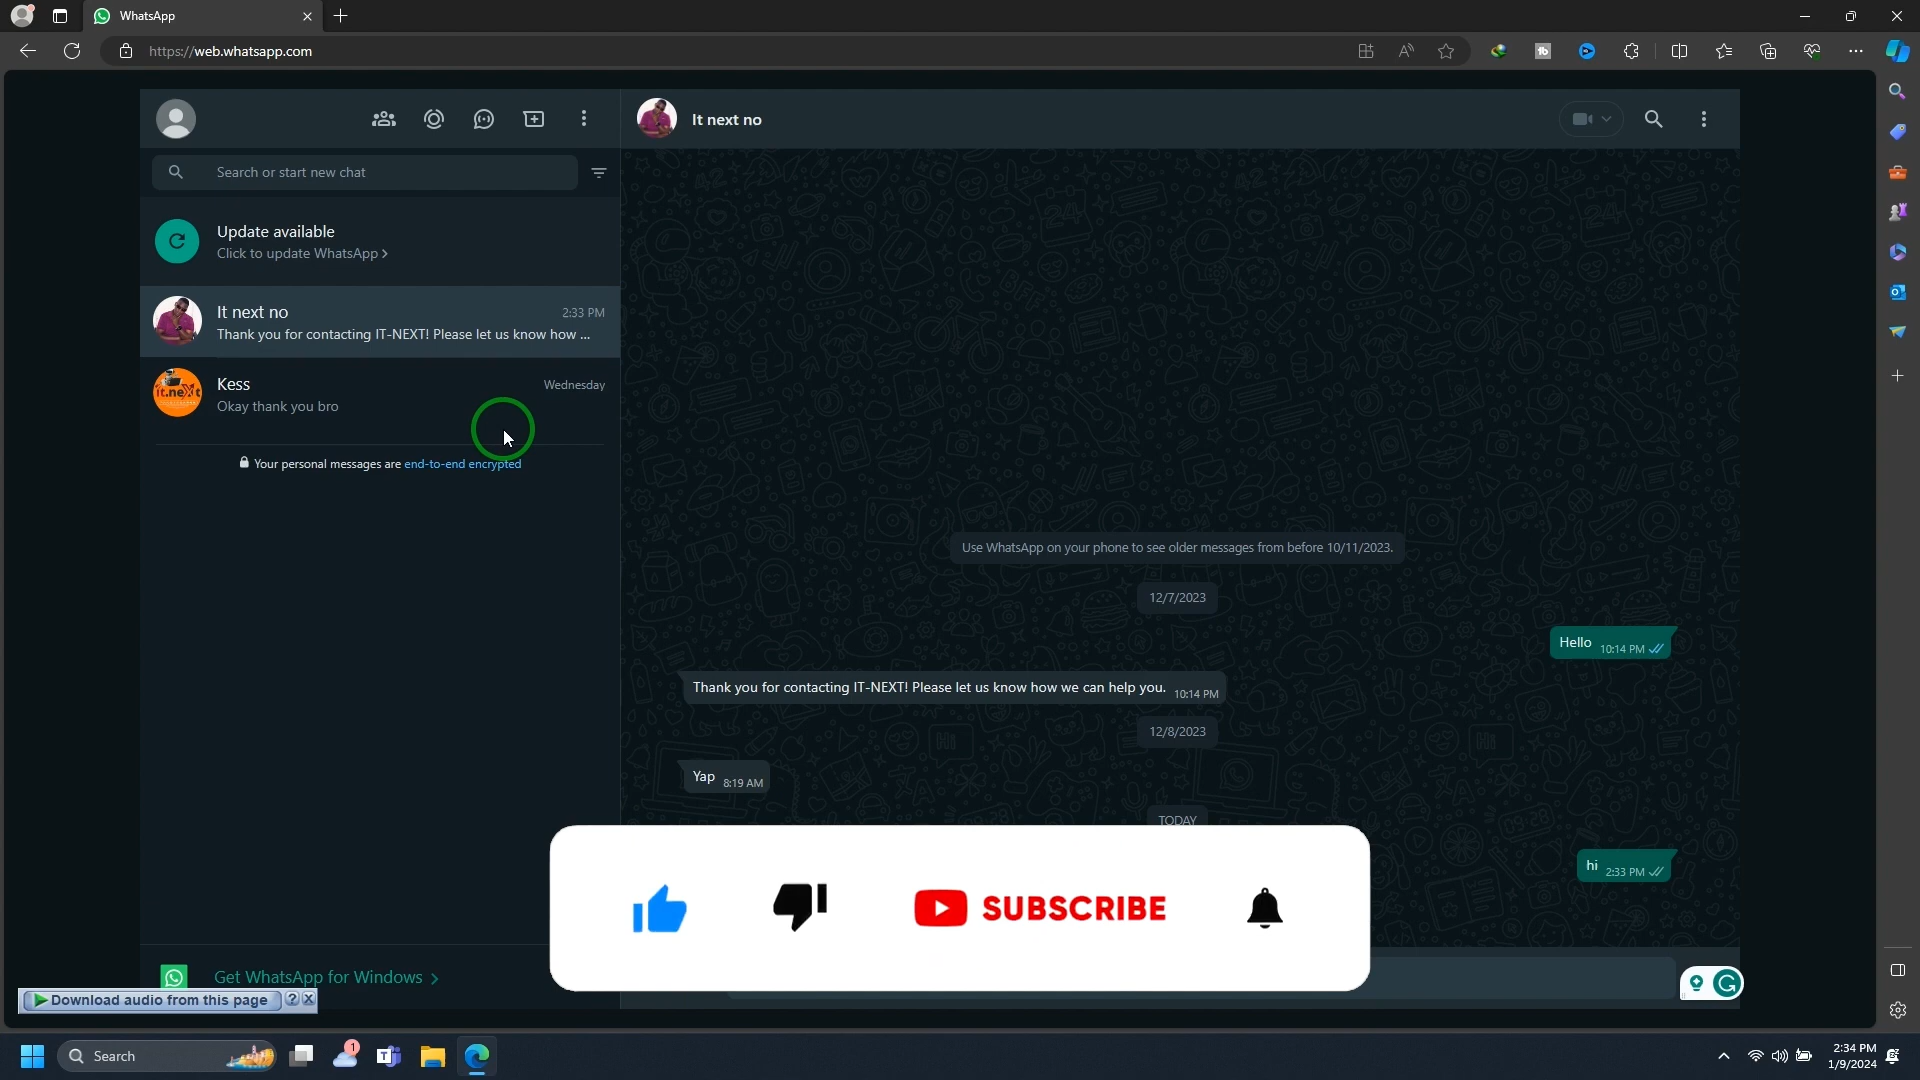 WhatsApp
https://web.whatsapp.com
It next no
Search or start new chat
Update available
Click to update WhatsApp >
It next no
2:33 PM
Thank you for contacting IT-NEXT! Please let us know how ...
Kess
Wednesday
Okay thank you bro
it.neXt
Your personal messages are end-to-end encrypted
Use WhatsApp on your phone to see older messages from before 10/11/2023.
12/7/2023
Hello 10:14 PM
Thank you for contacting IT-NEXT! Please let us know how we can help you. 10:14 PM
12/8/2023
Yap 8:19 AM
TODAY
hi 2:33 PM
SUBSCRIBE
Get WhatsApp for Windows >
Download audio from this page ?
Search
1
2:34 PM
1/9/2024